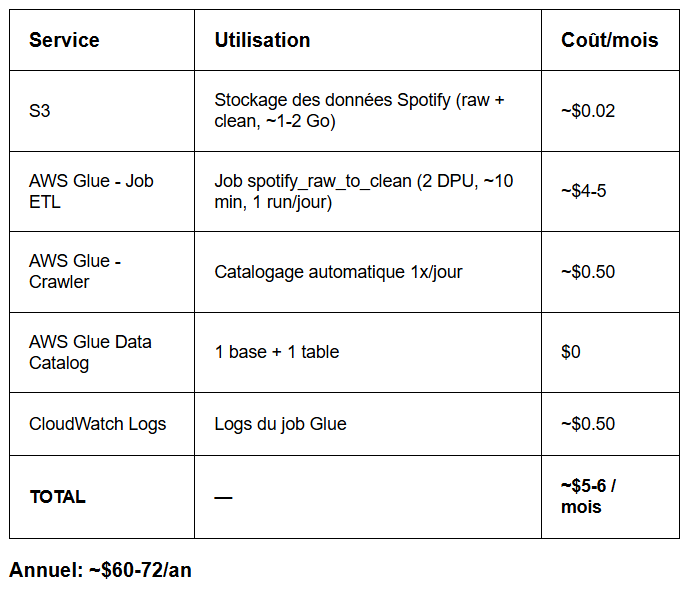 Service Utilisation Coût/mois
S3 Stockage des données Spotify (raw + clean, ~1-2 Go) ~$0.02
AWS Glue - Job ETL Job spotify_raw_to_clean (2 DPU, ~10 min, 1 run/jour) ~$4-5
AWS Glue - Crawler Catalogage automatique 1x/jour ~$0.50
AWS Glue Data Catalog 1 base + 1 table $0
CloudWatch Logs Logs du job Glue ~$0.50
TOTAL — ~$5-6 / mois
Annuel: ~$60-72/an